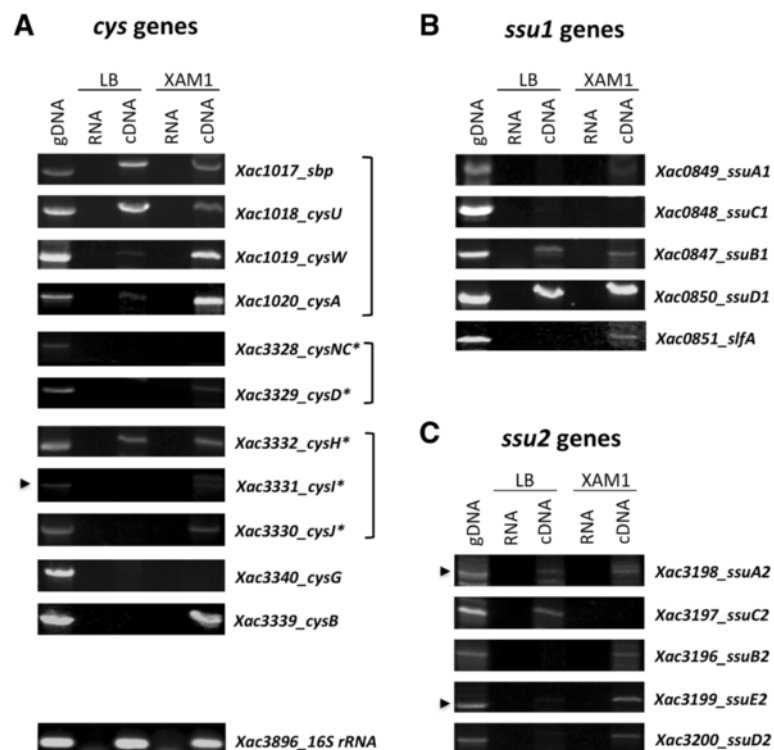 A
cys genes
LB
XAM1
gDNA
RNA
cDNA
RNA
cDNA
Xac1017_sbp
Xac1018_cysU
Xac1019_cysW
Xac1020_cysA
Xac3328_cysNC*
Xac3329_cysD*
Xac3332_cysH*
Xac3331_cysI*
Xac3330_cysJ*
Xac3340_cysG
Xac3339_cysB
Xac3896_16S rRNA
B
ssu1 genes
LB
XAM1
gDNA
RNA
cDNA
RNA
cDNA
Xac0849_ssuA1
Xac0848_ssuC1
Xac0847_ssuB1
Xac0850_ssuD1
Xac0851_slfA
C
ssu2 genes
LB
XAM1
gDNA
RNA
cDNA
RNA
cDNA
Xac3198_ssuA2
Xac3197_ssuC2
Xac3196_ssuB2
Xac3199_ssuE2
Xac3200_ssuD2